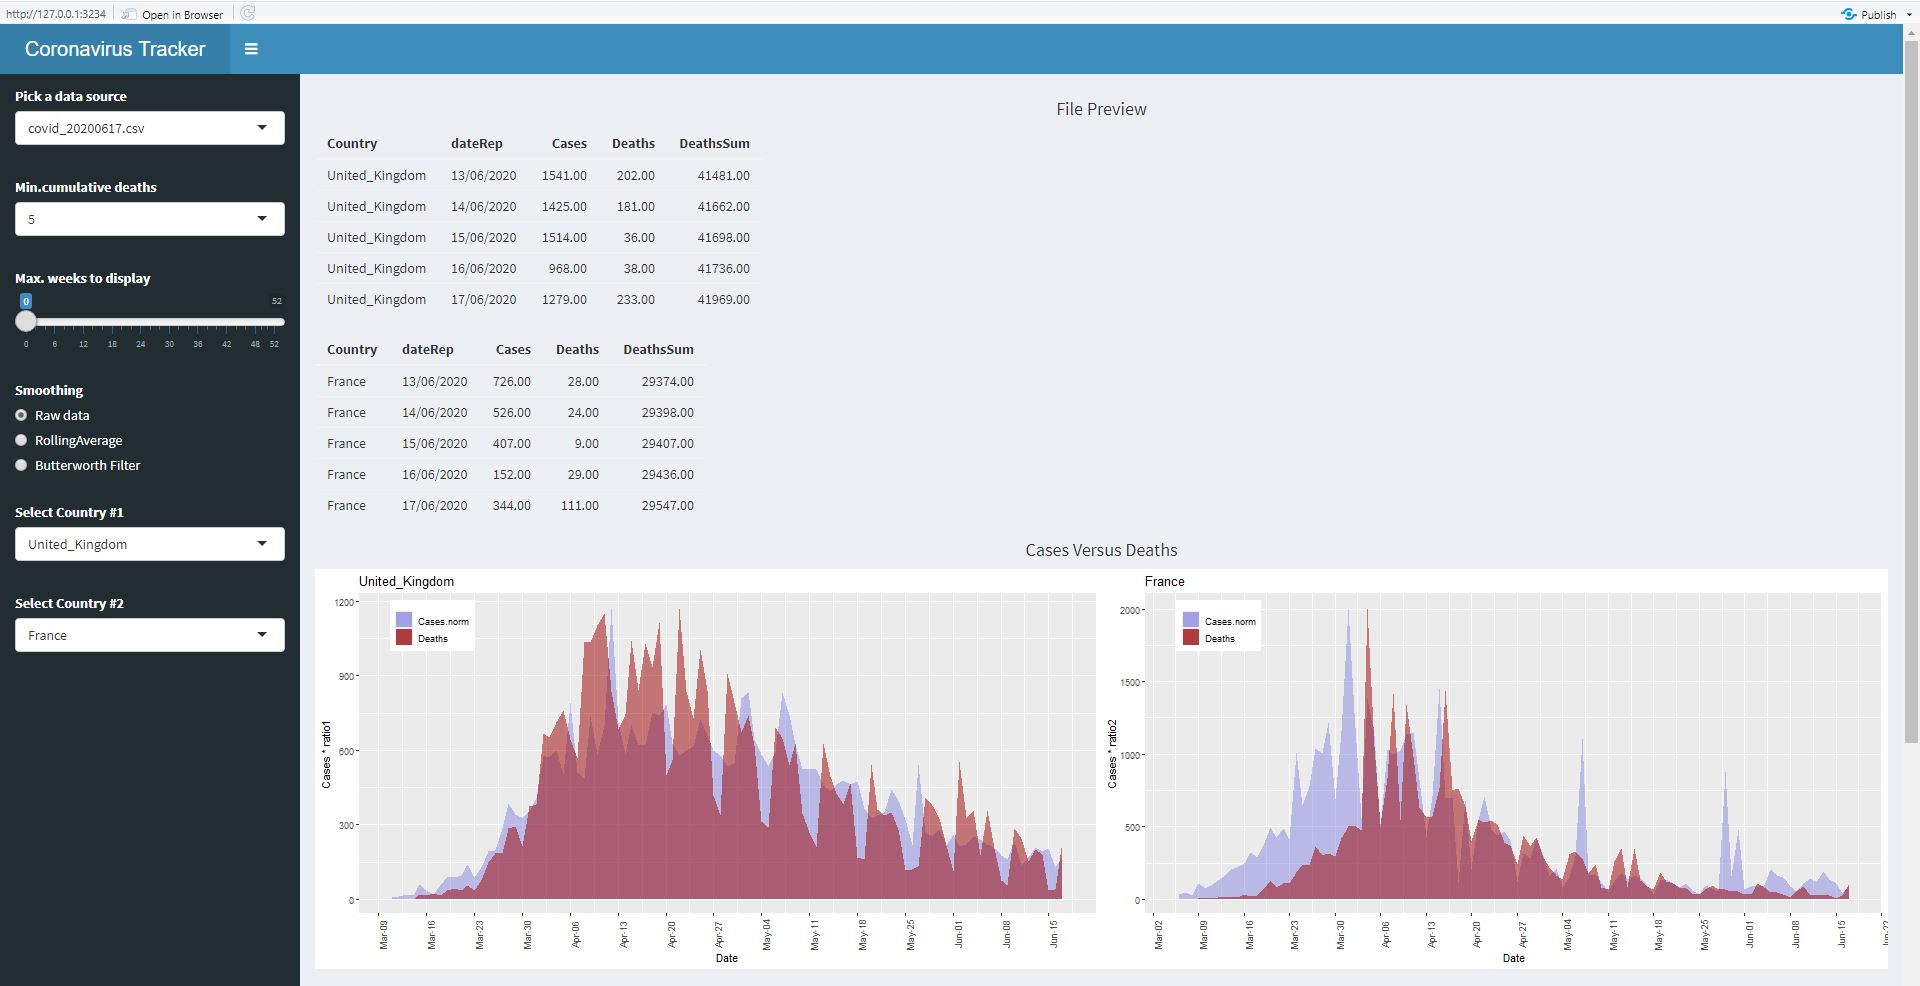 http://127.0.0.1:3234 Open in Browser Publish
Coronavirus Tracker
Pick a data source
covid_20200617.csv
Min.cumulative deaths
5
Max. weeks to display
0 52
0 6 12 18 24 30 36 42 48 52
Smoothing
Raw data
RollingAverage
Butterworth Filter
Select Country #1
United_Kingdom
Select Country #2
France
File Preview
Country dateRep Cases Deaths DeathsSum
United_Kingdom 13/06/2020 1541.00 202.00 41481.00
United_Kingdom 14/06/2020 1425.00 181.00 41662.00
United_Kingdom 15/06/2020 1514.00 36.00 41698.00
United_Kingdom 16/06/2020 968.00 38.00 41736.00
United_Kingdom 17/06/2020 1279.00 233.00 41969.00
Country dateRep Cases Deaths DeathsSum
France 13/06/2020 726.00 28.00 29374.00
France 14/06/2020 526.00 24.00 29398.00
France 15/06/2020 407.00 9.00 29407.00
France 16/06/2020 152.00 29.00 29436.00
France 17/06/2020 344.00 111.00 29547.00
Cases Versus Deaths
United_Kingdom
Cases.norm
Deaths
1200
900
600
300
0
Cases * ratio1
Mar-09 Mar-16 Mar-23 Mar-30 Apr-06 Apr-13 Apr-20 Apr-27 May-04 May-11 May-18 May-25 Jun-01 Jun-08 Jun-15
Date
France
Cases.norm
Deaths
2000
1500
1000
500
0
Cases * ratio2
Mar-02 Mar-09 Mar-16 Mar-23 Mar-30 Apr-06 Apr-13 Apr-20 Apr-27 May-04 May-11 May-18 May-25 Jun-01 Jun-08 Jun-15
Date